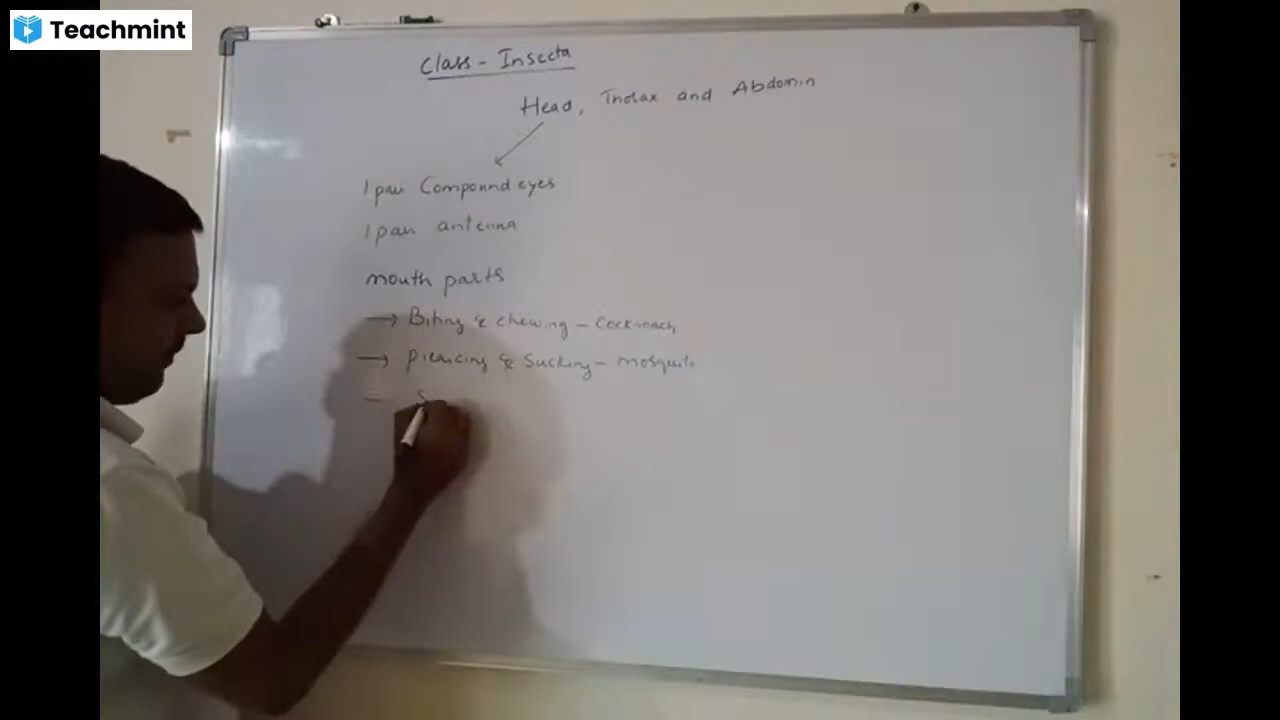 Teachmint
Class - Insecta
Head, Thorax and Abdomin
1 pair Compound eyes
1 pair antenna
mouth parts
→ Biting & chewing - Cockroach
→ Piercing & Sucking - mosquito
- S